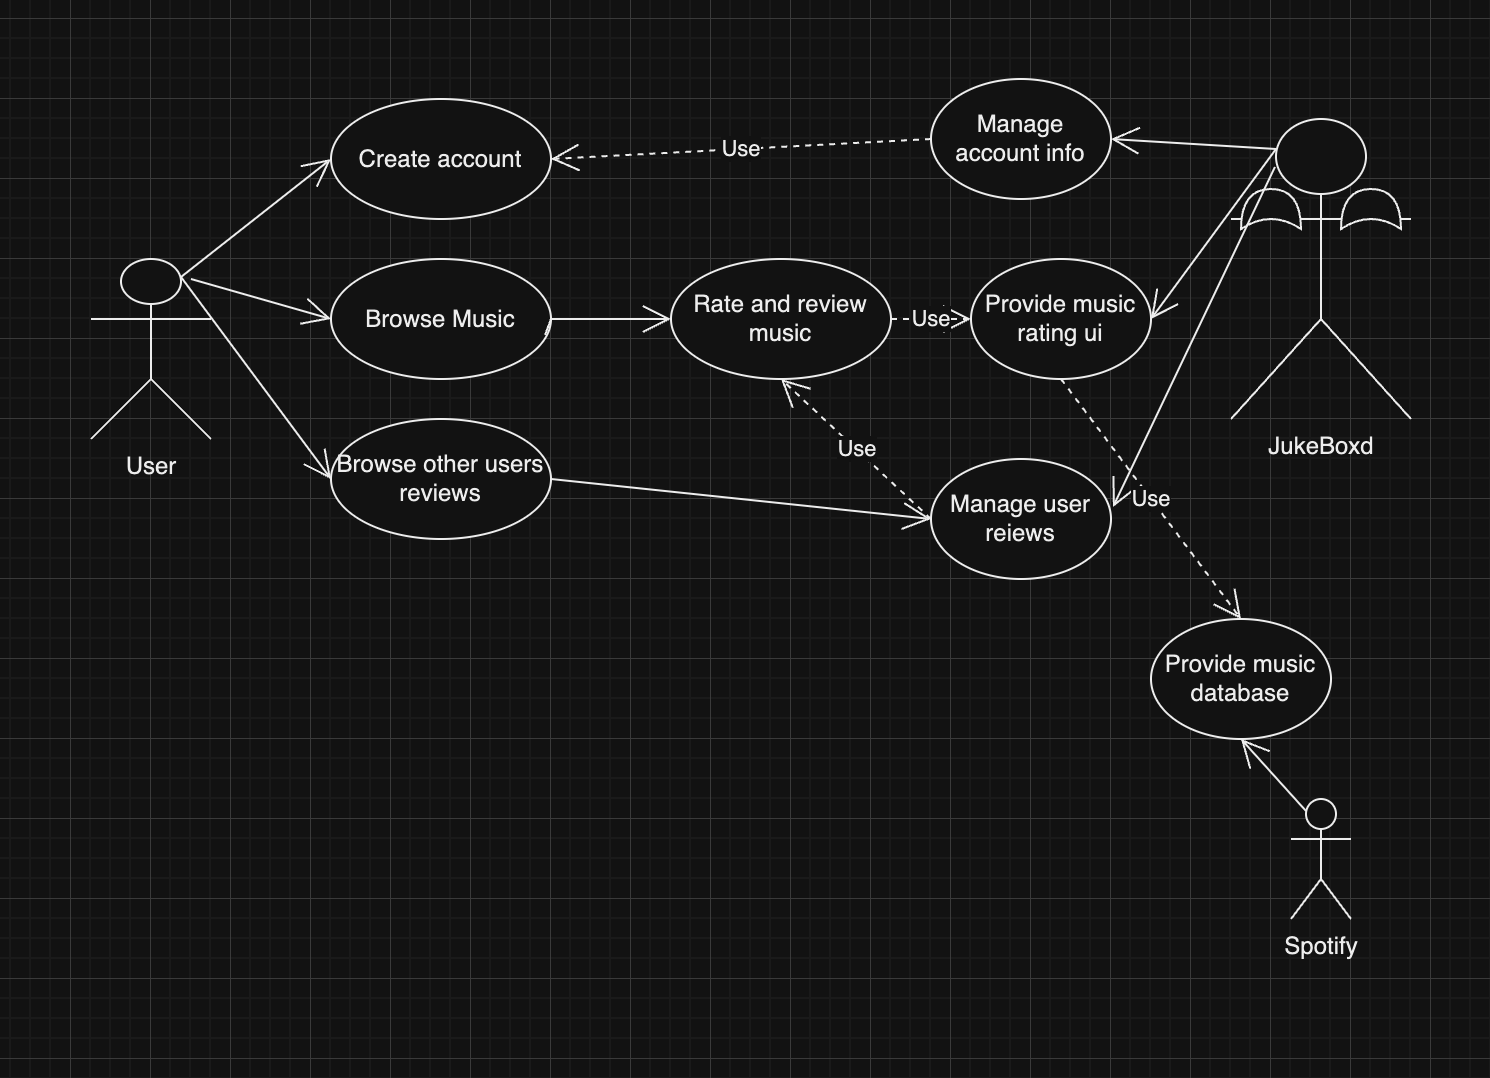 Manage
account info
Create account
Use
Browse Music
Rate and review
music
Use
Provide music
rating ui
JukeBoxd
User
Browse other users
reviews
Use
Manage user
reiews
Use
Provide music
database
Spotify